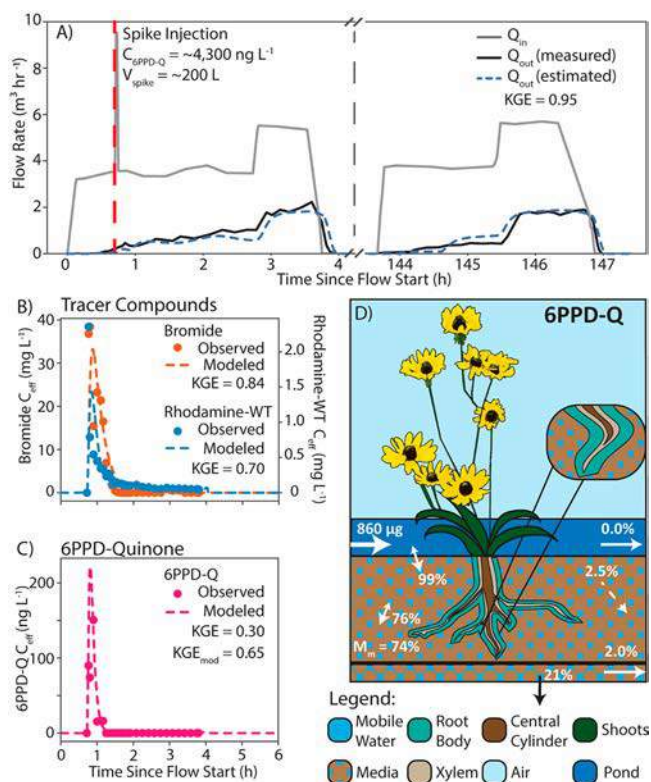 A)
Spike Injection
C6PPD-Q = ~4,300 ng L⁻¹
Vspike = ~200 L
Qin
Qout (measured)
Qout (estimated)
KGE = 0.95
Flow Rate (m³ hr⁻¹)
10
8
6
4
2
0
0 1 2 3 4 144 145 146 147
Time Since Flow Start (h)
B) Tracer Compounds
Bromide
Observed
Modeled
KGE = 0.84
Rhodamine-WT
Observed
Modeled
KGE = 0.70
Bromide Ceff (mg L⁻¹)
40
30
20
10
0
Rhodamine-WT Ceff (mg L⁻¹)
2.0
1.5
1.0
0.5
0
C) 6PPD-Quinone
6PPD-Q
Observed
Modeled
KGE = 0.30
KGEmod = 0.65
6PPD-Q Ceff (ng L⁻¹)
200
100
0
0 1 2 3 4 5 6
Time Since Flow Start (h)
D) 6PPD-Q
860 µg
0.0%
99%
2.5%
76%
Mm = 74%
2.0%
21%
Legend:
Mobile Water
Root Body
Central Cylinder
Shoots
Media
Xylem
Air
Pond